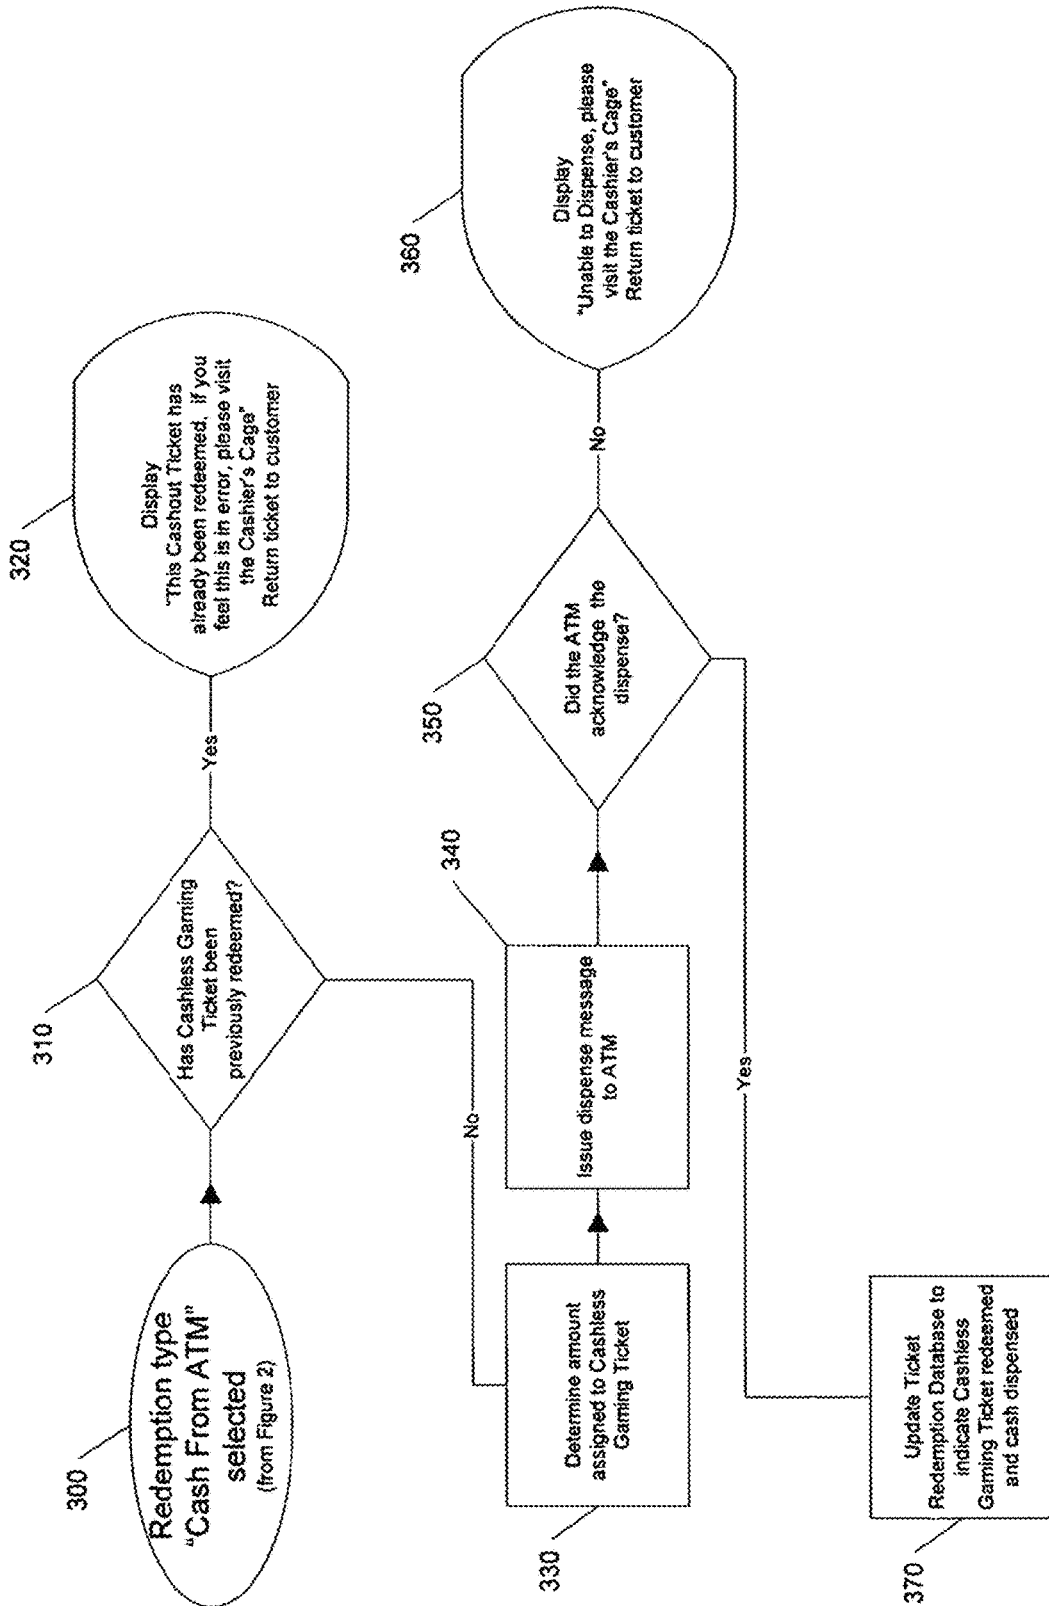 300
Redemption type
"Cash From ATM"
selected
(from Figure 2)
310
Has Cashless Gaming
Ticket been
previously redeemed?
Yes
320
Display
"This Cashout Ticket has
already been redeemed, if you
feel this is in error, please visit
the Cashier's Cage"
Return ticket to customer
No
330
Determine amount
assigned to Cashless
Gaming Ticket
340
Issue dispense message
to ATM
350
Did the ATM
acknowledge the
dispense?
No
360
Display
"Unable to Dispense, please
visit the Cashier's Cage"
Return ticket to customer
Yes
370
Update Ticket
Redemption Database to
indicate Cashless
Gaming Ticket redeemed
and cash dispensed